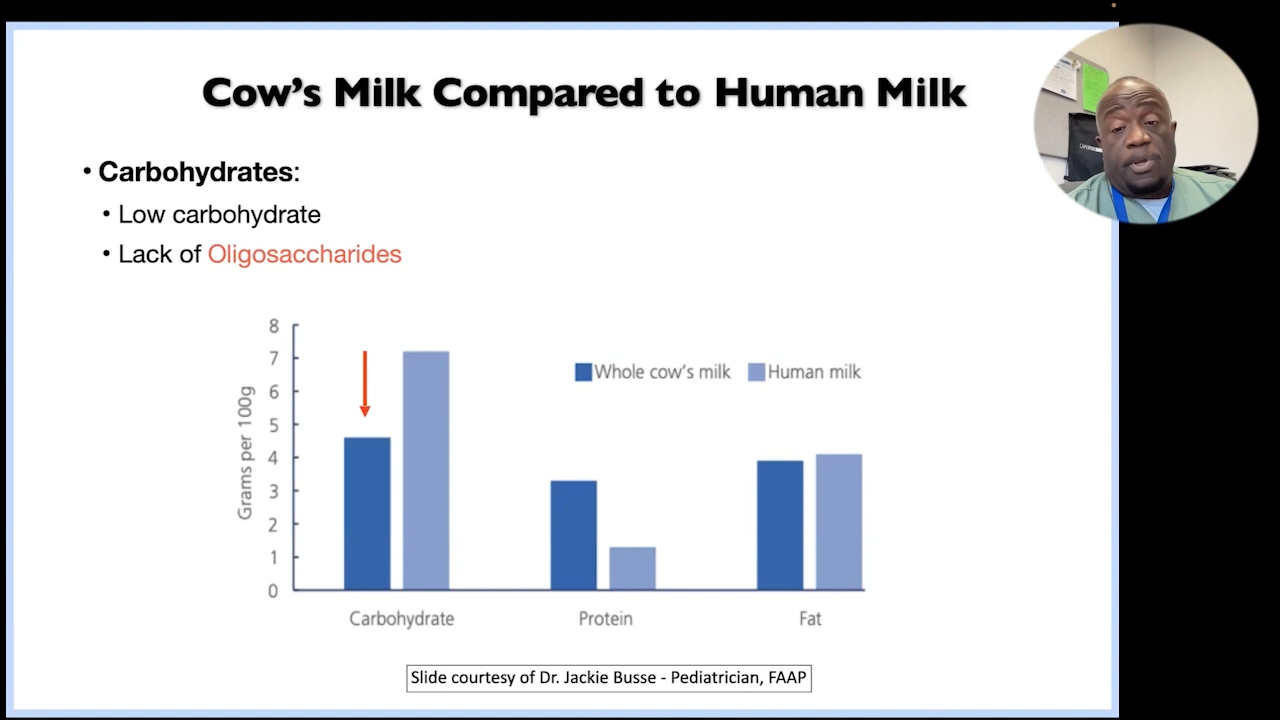 Cow's Milk Compared to Human Milk
• Carbohydrates:
• Low carbohydrate
• Lack of Oligosaccharides
8
7
6
5
4
3
2
1
0
Grams per 100g
Whole cow's milk
Human milk
Carbohydrate
Protein
Fat
Slide courtesy of Dr. Jackie Busse - Pediatrician, FAAP